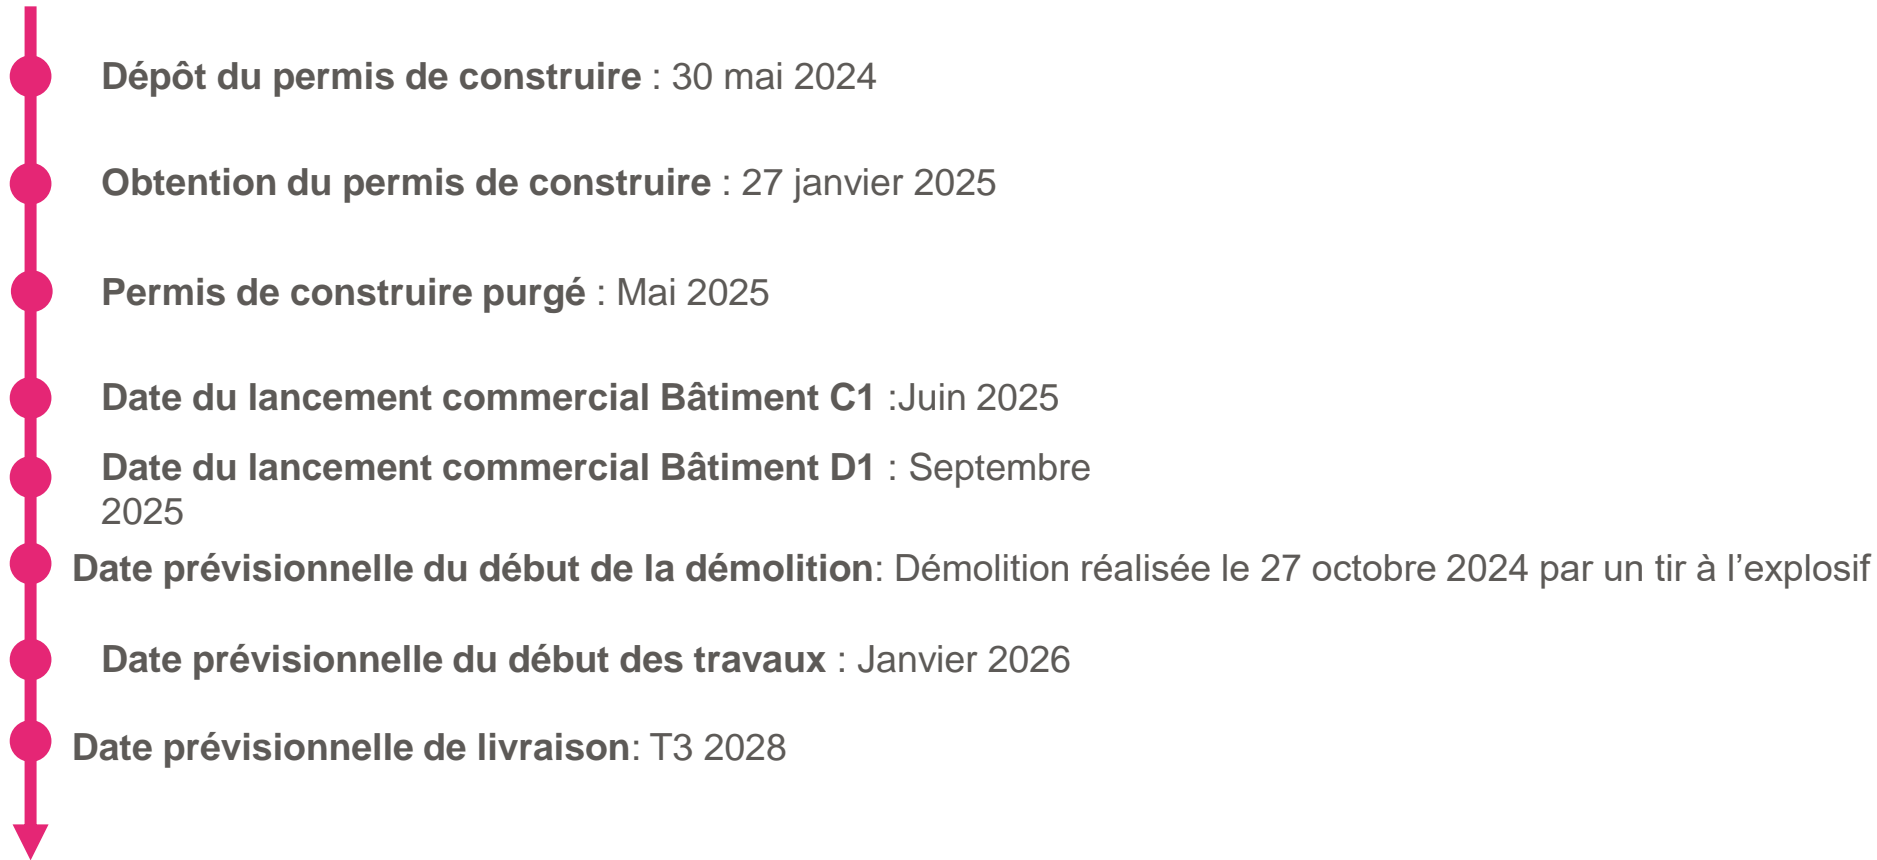 Dépôt du permis de construire : 30 mai 2024
Obtention du permis de construire : 27 janvier 2025
Permis de construire purgé : Mai 2025
Date du lancement commercial Bâtiment C1 :Juin 2025
Date du lancement commercial Bâtiment D1 : Septembre
2025
Date prévisionnelle du début de la démolition: Démolition réalisée le 27 octobre 2024 par un tir à l’explosif
Date prévisionnelle du début des travaux : Janvier 2026
Date prévisionnelle de livraison: T3 2028